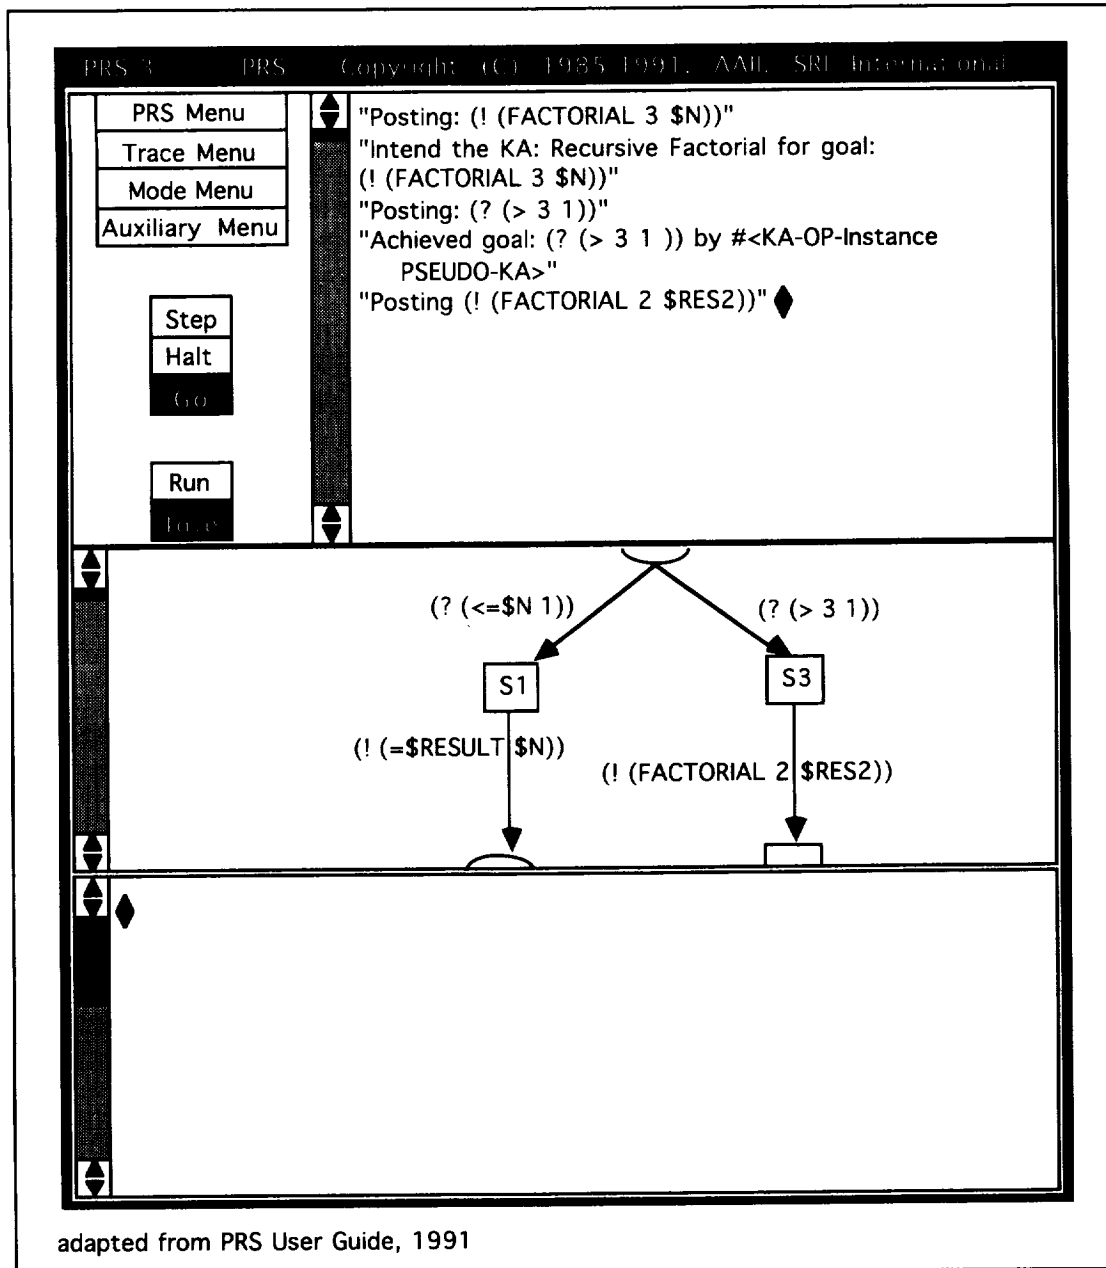 PRS 3 PRS Copyright (C) 1985 1991, AAII, SRI International
PRS Menu
Trace Menu
Mode Menu
Auxiliary Menu
Step
Halt
Go
Run
"Posting: (! (FACTORIAL 3 $N))"
"Intend the KA: Recursive Factorial for goal:
(! (FACTORIAL 3 $N))"
"Posting: (? (> 3 1))"
"Achieved goal: (? (> 3 1 )) by #<KA-OP-Instance
PSEUDO-KA>"
"Posting (! (FACTORIAL 2 $RES2))"
(? (<=$N 1))
(? (> 3 1))
S1
S3
(! (=$RESULT $N))
(! (FACTORIAL 2 $RES2))
adapted from PRS User Guide, 1991